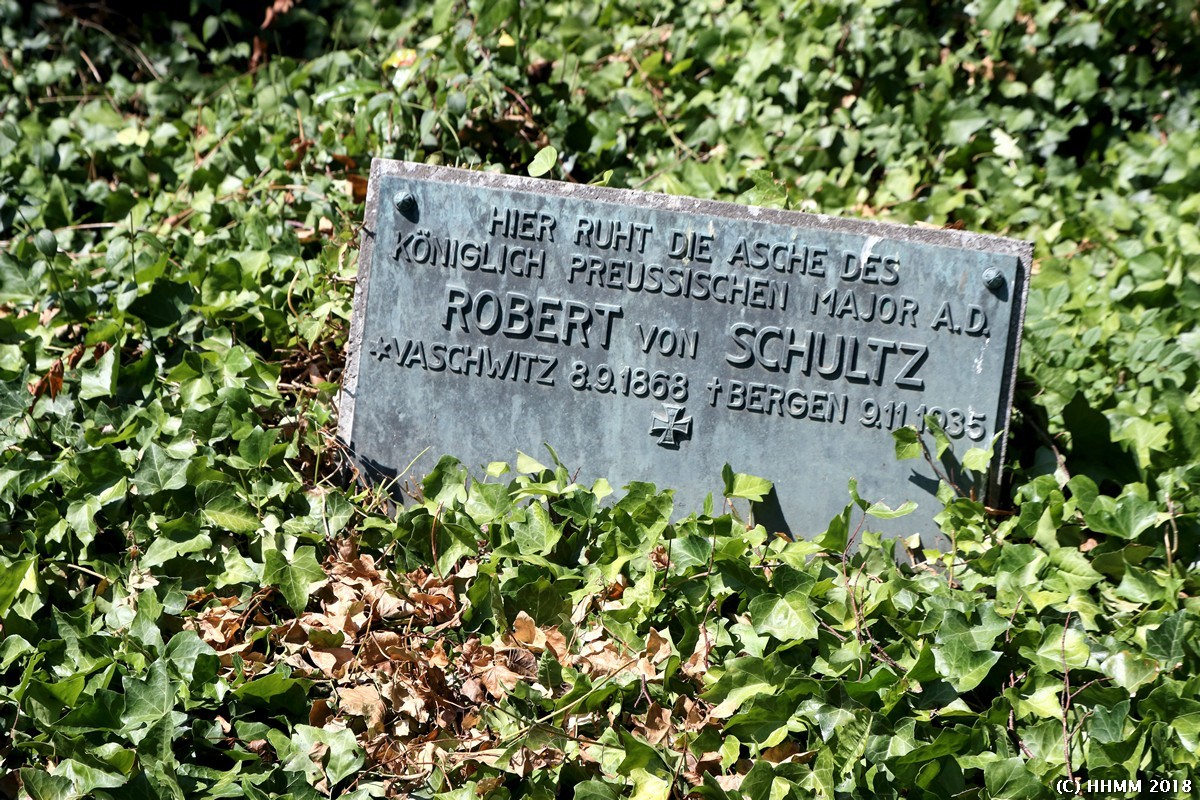 HIER RUHT DIE ASCHE DES
KÖNIGLICH PREUSSISCHEN MAJOR A.D.
ROBERT VON SCHULTZ
*VASCHWITZ 8.9.1868 †BERGEN 9.11.1935
(C) HHMM 2018